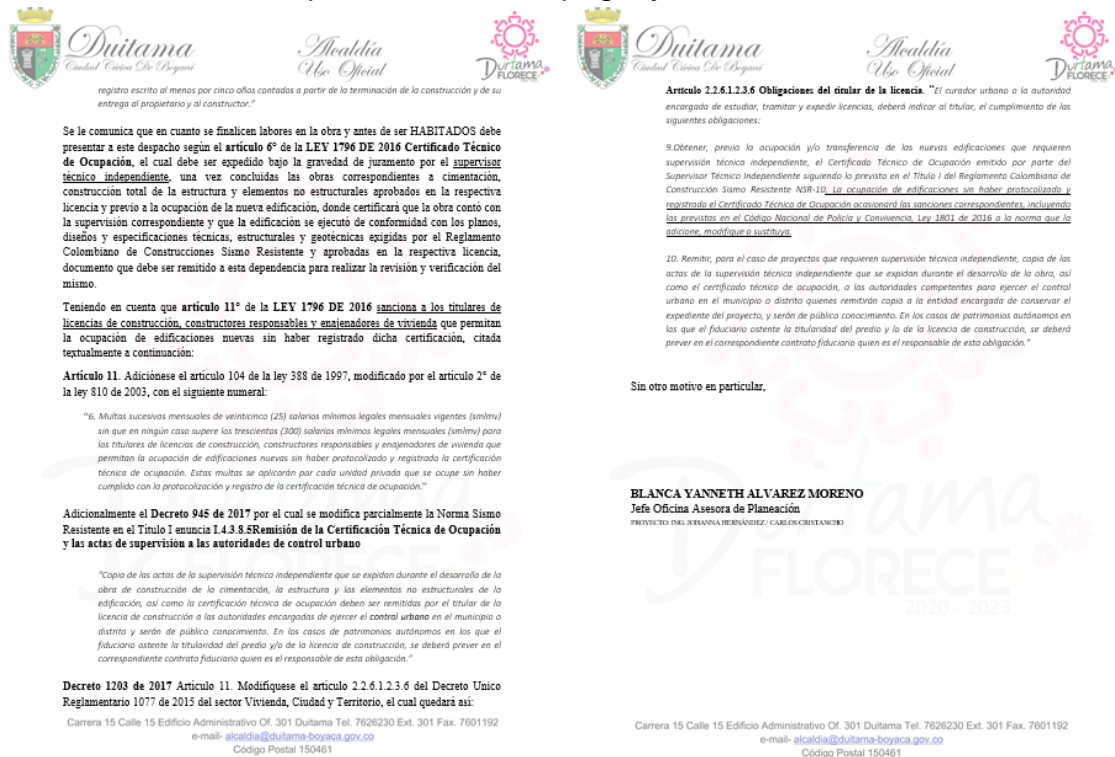 Duitama
Ciudad Cívica De Boyacá
Alcaldía
Uso Oficial
Duitama
FLORECE
registro escrito al menos por cinco años contados a partir de la terminación de la construcción y de su
entrega al propietario y al constructor."
Se le comunica que en cuanto se finalicen labores en la obra y antes de ser HABITADOS debe
presentar a este despacho según el artículo 6° de la LEY 1796 DE 2016 Certificado Técnico
de Ocupación, el cual debe ser expedido bajo la gravedad de juramento por el supervisor
técnico independiente, una vez concluidas las obras correspondientes a cimentación,
construcción total de la estructura y elementos no estructurales aprobados en la respectiva
licencia y previo a la ocupación de la nueva edificación, donde certificará que la obra contó con
la supervisión correspondiente y que la edificación se ejecutó de conformidad con los planos,
diseños y especificaciones técnicas, estructurales y geotécnicas exigidas por el Reglamento
Colombiano de Construcciones Sismo Resistente y aprobadas en la respectiva licencia,
documento que debe ser remitido a esta dependencia para realizar la revisión y verificación del
mismo.
Teniendo en cuenta que artículo 11° de la LEY 1796 DE 2016 sanciona a los titulares de
licencias de construcción, constructores responsables y enajenadores de vivienda que permitan
la ocupación de edificaciones nuevas sin haber registrado dicha certificación, citada
textualmente a continuación:
Artículo 11. Adiciónese el articulo 104 de la ley 388 de 1997, modificado por el artículo 2° de
la ley 810 de 2003, con el siguiente numeral:
"6. Multas sucesivas mensuales de veinticinco (25) salarios mínimos legales mensuales vigentes (smlmv)
sin que en ningún caso supere los trescientos (300) salarios mínimos legales mensuales (smlmv) para
los titulares de licencias de construcción, constructores responsables y enajenadores de vivienda que
permitan la ocupación de edificaciones nuevas sin haber protocolizado y registrado la certificación
técnica de ocupación. Estas multas se aplicarán por cada unidad privada que se ocupe sin haber
cumplido con la protocolización y registro de la certificación técnica de ocupación."
Adicionalmente el Decreto 945 de 2017 por el cual se modifica parcialmente la Norma Sismo
Resistente en el Título I enuncia I.4.3.8.5Remisión de la Certificación Técnica de Ocupación
y las actas de supervisión a las autoridades de control urbano
"Copia de las actas de la supervisión técnica independiente que se expidan durante el desarrollo de la
obra de construcción de la cimentación, la estructura y los elementos no estructurales de la
edificación, así como la certificación técnica de ocupación deben ser remitidas por el titular de la
licencia de construcción a las autoridades encargadas de ejercer el control urbano en el municipio o
distrito y serán de público conocimiento. En los casos de patrimonios autónomos en los que el
fiduciario ostente la titularidad del predio y/o de la licencia de construcción, se deberá prever en el
correspondiente contrato fiduciario quien es el responsable de esta obligación."
Decreto 1203 de 2017 Articulo 11. Modifiquese el articulo 2.2.6.1.2.3.6 del Decreto Unico
Reglamentario 1077 de 2015 del sector Vivienda, Ciudad y Territorio, el cual quedará asi:
Carrera 15 Calle 15 Edificio Administrativo Of. 301 Duitama Tel. 7626230 Ext. 301 Fax. 7601192
e-mail- alcaldia@duitama-boyaca.gov.co
Código Postal 150461
Duitama
Ciudad Cívica De Boyacá
Alcaldía
Uso Oficial
Duitama
FLORECE
Artículo 2.2.6.1.2.3.6 Obligaciones del titular de la licencia. "El curador urbano o la autoridad
encargada de estudiar, tramitar y expedir licencias, deberá indicar al titular, el cumplimiento de las
siguientes obligaciones:
9.Obtener, previa la ocupación y/o transferencia de las nuevas edificaciones que requieren
supervisión técnica independiente, el Certificado Técnico de Ocupación emitido por parte del
Supervisor Técnico Independiente siguiendo lo previsto en el Título I del Reglamento Colombiano de
Construcción Sismo Resistente NSR-10. La ocupación de edificaciones sin haber protocolizado y
registrado el Certificado Técnico de Ocupación ocasionará las sanciones correspondientes, incluyendo
las previstas en el Código Nacional de Policía y Convivencia, Ley 1801 de 2016 o la norma que la
adicione, modifique o sustituya.
10. Remitir, para el caso de proyectos que requieren supervisión técnica independiente, copia de las
actas de la supervisión técnica independiente que se expidan durante el desarrollo de la obra, así
como el certificado técnico de ocupación, a las autoridades competentes para ejercer el control
urbano en el municipio o distrito quienes remitirán copia a la entidad encargada de conservar el
expediente del proyecto, y serán de público conocimiento. En los casos de patrimonios autónomos en
los que el fiduciario ostente la titularidad del predio y lo de la licencia de construcción, se deberá
prever en el correspondiente contrato fiduciario quien es el responsable de esta obligación."
Sin otro motivo en particular,
BLANCA YANNETH ALVAREZ MORENO
Jefe Oficina Asesora de Planeación
PROYECTO: ING. JOHANNA HERNÁNDEZ / CARLOS CRISTANCHO
Duitama
FLORECE
2020 - 2023
Carrera 15 Calle 15 Edificio Administrativo Of. 301 Duitama Tel. 7626230 Ext. 301 Fax. 7601192
e-mail- alcaldia@duitama-boyaca.gov.co
Código Postal 150461